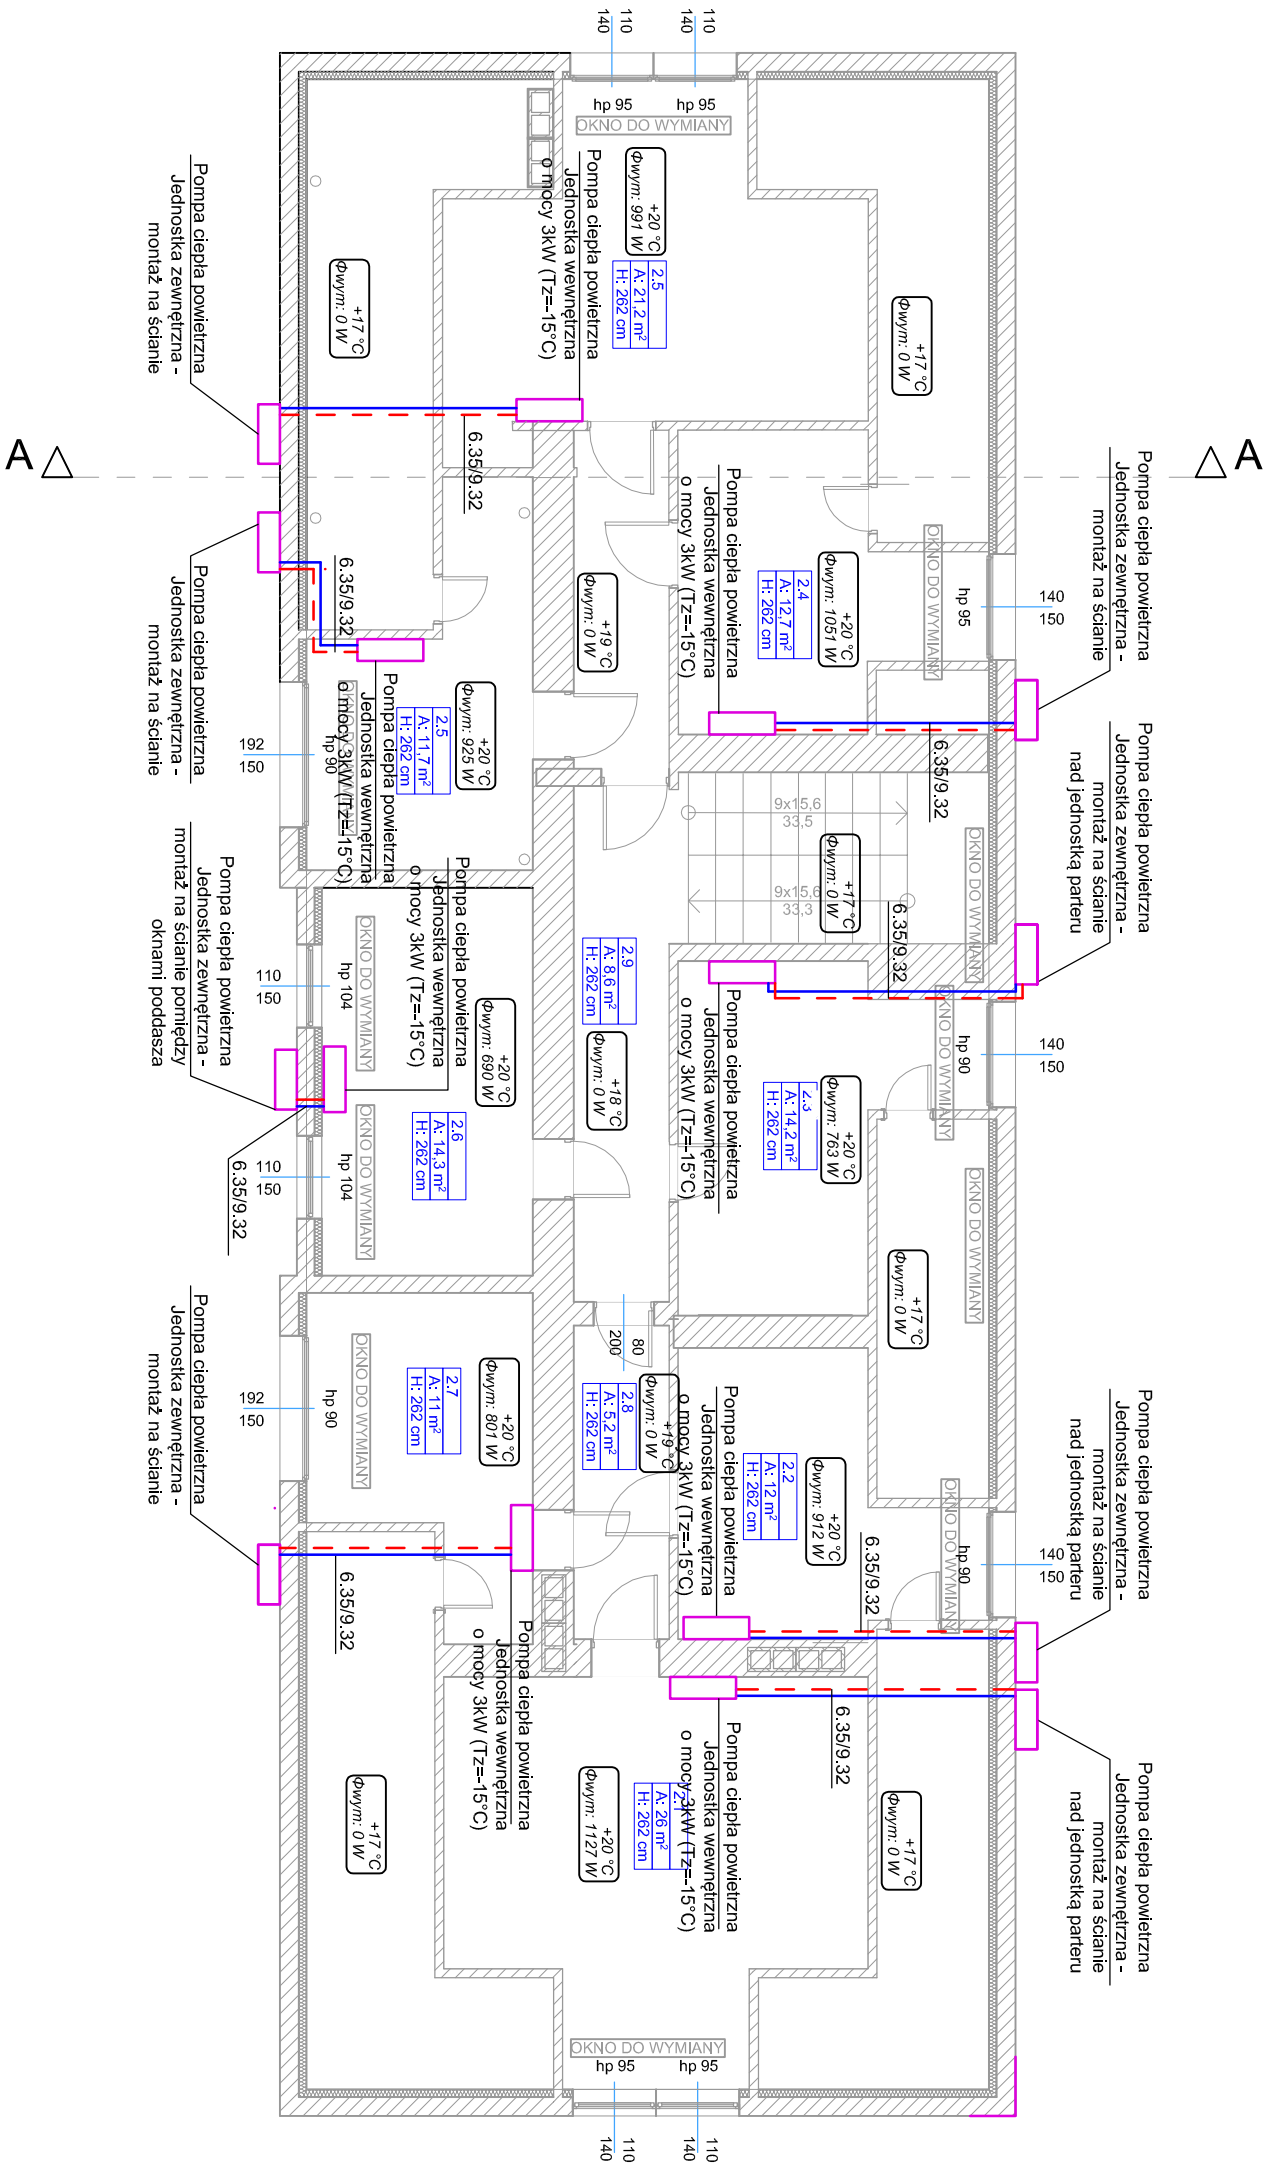 110
140
110
140
hp 95
hp 95
OKNO DO WYMIANY
Pompa ciepła powietrzna
Jednostka zewnętrzna -
montaż na ścianie
Pompa ciepła powietrzna
Jednostka wewnętrzna
o mocy 3kW (Tz=-15°C)
+20 °C
Φwym: 991 W
2.5
A: 21,2 m²
H: 262 cm
+17 °C
Φwym: 0 W
+17 °C
Φwym: 0 W
6.35/9.32
A
A
Pompa ciepła powietrzna
Jednostka zewnętrzna -
montaż na ścianie
Pompa ciepła powietrzna
Jednostka wewnętrzna
o mocy 3kW (Tz=-15°C)
+20 °C
Φwym: 1051 W
2.4
A: 12,7 m²
H: 262 cm
OKNO DO WYMIANY
hp 95
140
150
+19 °C
Φwym: 0 W
6.35/9.32
Pompa ciepła powietrzna
Jednostka zewnętrzna -
montaż na ścianie
Pompa ciepła powietrzna
Jednostka wewnętrzna
o mocy 3kW (Tz=-15°C)
OKNO DO WYMIANY
hp 90
192
150
+20 °C
Φwym: 925 W
2.5
A: 11,7 m²
H: 262 cm
6.35/9.32
Pompa ciepła powietrzna
Jednostka zewnętrzna -
montaż na ścianie
nad jednostką parteru
9x15,6
33,5
9x15,6
33,3
+17 °C
Φwym: 0 W
OKNO DO WYMIANY
6.35/9.32
Pompa ciepła powietrzna
Jednostka zewnętrzna -
montaż na ścianie pomiędzy
oknami poddasza
Pompa ciepła powietrzna
Jednostka wewnętrzna
o mocy 3kW (Tz=-15°C)
OKNO DO WYMIANY
hp 104
110
150
+20 °C
Φwym: 690 W
2.6
A: 14,3 m²
H: 262 cm
OKNO DO WYMIANY
hp 104
110
150
6.35/9.32
2.9
A: 8,6 m²
H: 262 cm
+18 °C
Φwym: 0 W
Pompa ciepła powietrzna
Jednostka wewnętrzna
o mocy 3kW (Tz=-15°C)
+20 °C
Φwym: 763 W
2.3
A: 14,2 m²
H: 262 cm
OKNO DO WYMIANY
hp 90
140
150
OKNO DO WYMIANY
+17 °C
Φwym: 0 W
80
200
Pompa ciepła powietrzna
Jednostka zewnętrzna -
montaż na ścianie
OKNO DO WYMIANY
hp 90
192
150
+20 °C
Φwym: 801 W
2.7
A: 11 m²
H: 262 cm
2.8
A: 5,2 m²
H: 262 cm
+19 °C
Φwym: 0 W
Pompa ciepła powietrzna
Jednostka wewnętrzna
o mocy 3kW (Tz=-15°C)
2.2
A: 12 m²
H: 262 cm
+20 °C
Φwym: 912 W
OKNO DO WYMIANY
hp 90
140
150
Pompa ciepła powietrzna
Jednostka zewnętrzna -
montaż na ścianie
nad jednostką parteru
6.35/9.32
6.35/9.32
Pompa ciepła powietrzna
Jednostka wewnętrzna
o mocy 3kW (Tz=-15°C)
6.35/9.32
Pompa ciepła powietrzna
Jednostka wewnętrzna
o mocy 3kW (Tz=-15°C)
2.1
A: 26 m²
H: 262 cm
+20 °C
Φwym: 1127 W
+17 °C
Φwym: 0 W
+17 °C
Φwym: 0 W
Pompa ciepła powietrzna
Jednostka zewnętrzna -
montaż na ścianie
nad jednostką parteru
OKNO DO WYMIANY
hp 95
hp 95
110
140
110
140